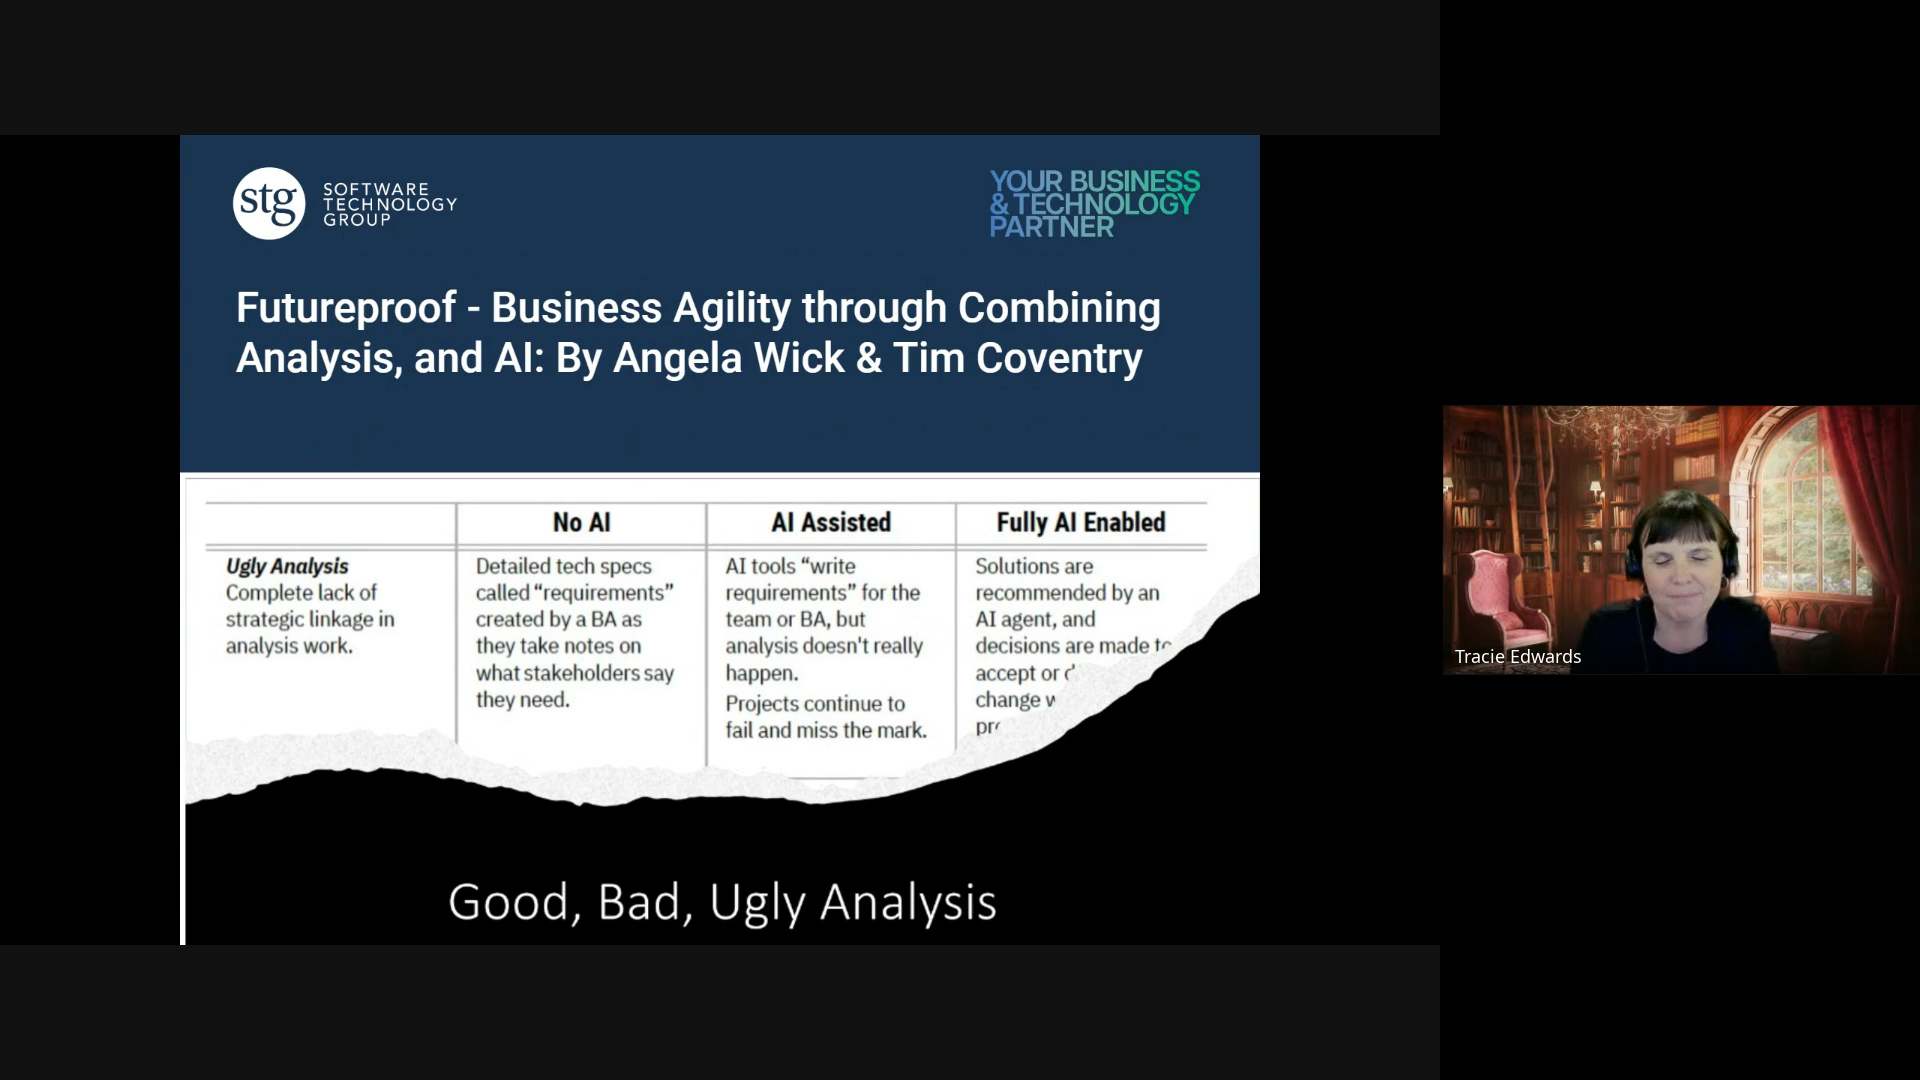 stg SOFTWARE
TECHNOLOGY
GROUP
YOUR BUSINESS
& TECHNOLOGY
PARTNER
Futureproof - Business Agility through Combining
Analysis, and AI: By Angela Wick & Tim Coventry
No AI
AI Assisted
Fully AI Enabled
Ugly Analysis
Complete lack of
strategic linkage in
analysis work.
Detailed tech specs
called “requirements”
created by a BA as
they take notes on
what stakeholders say
they need.
AI tools “write
requirements” for the
team or BA, but
analysis doesn't really
happen.
Projects continue to
fail and miss the mark.
Solutions are
recommended by an
AI agent, and
decisions are made
accept or
change
Good, Bad, Ugly Analysis
Tracie Edwards